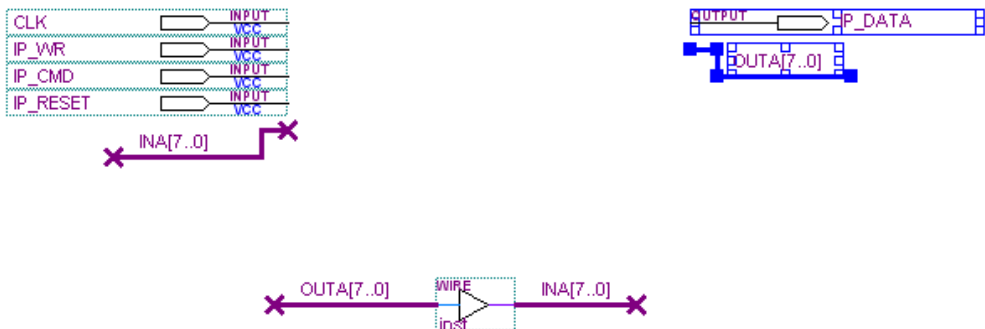 CLK INPUT VCC
IP_WR INPUT VCC
IP_CMD INPUT VCC
IP_RESET INPUT VCC
INA[7..0]
OUTPUT IP_DATA
OUTA[7..0]
OUTA[7..0] WIRE INA[7..0]
inst